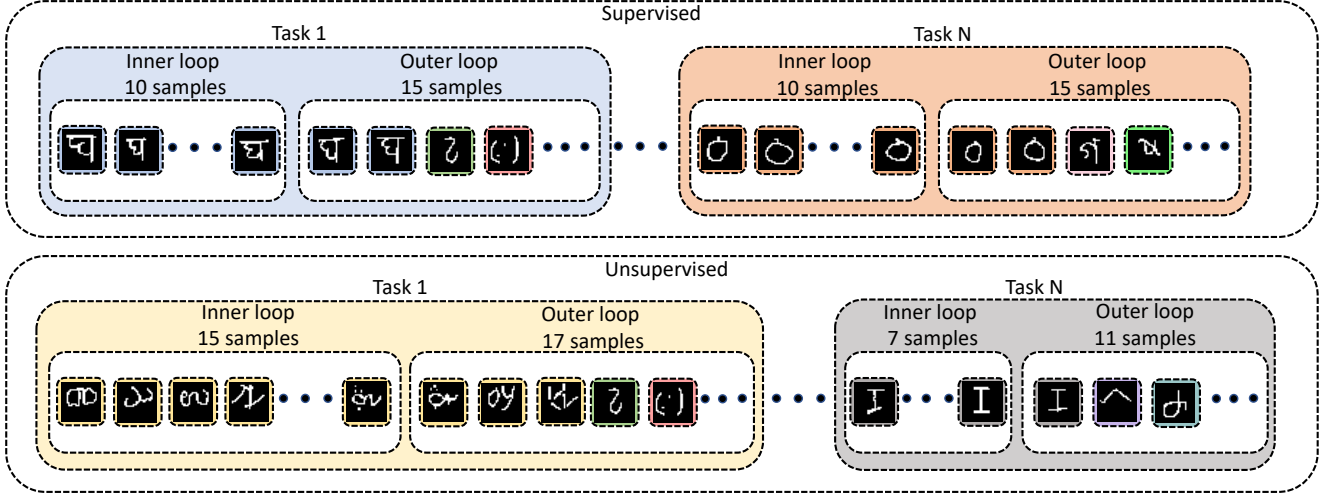 Supervised
Task 1
Inner loop
10 samples
Outer loop
15 samples
Task N
Inner loop
10 samples
Outer loop
15 samples
Unsupervised
Task 1
Inner loop
15 samples
Outer loop
17 samples
Task N
Inner loop
7 samples
Outer loop
11 samples